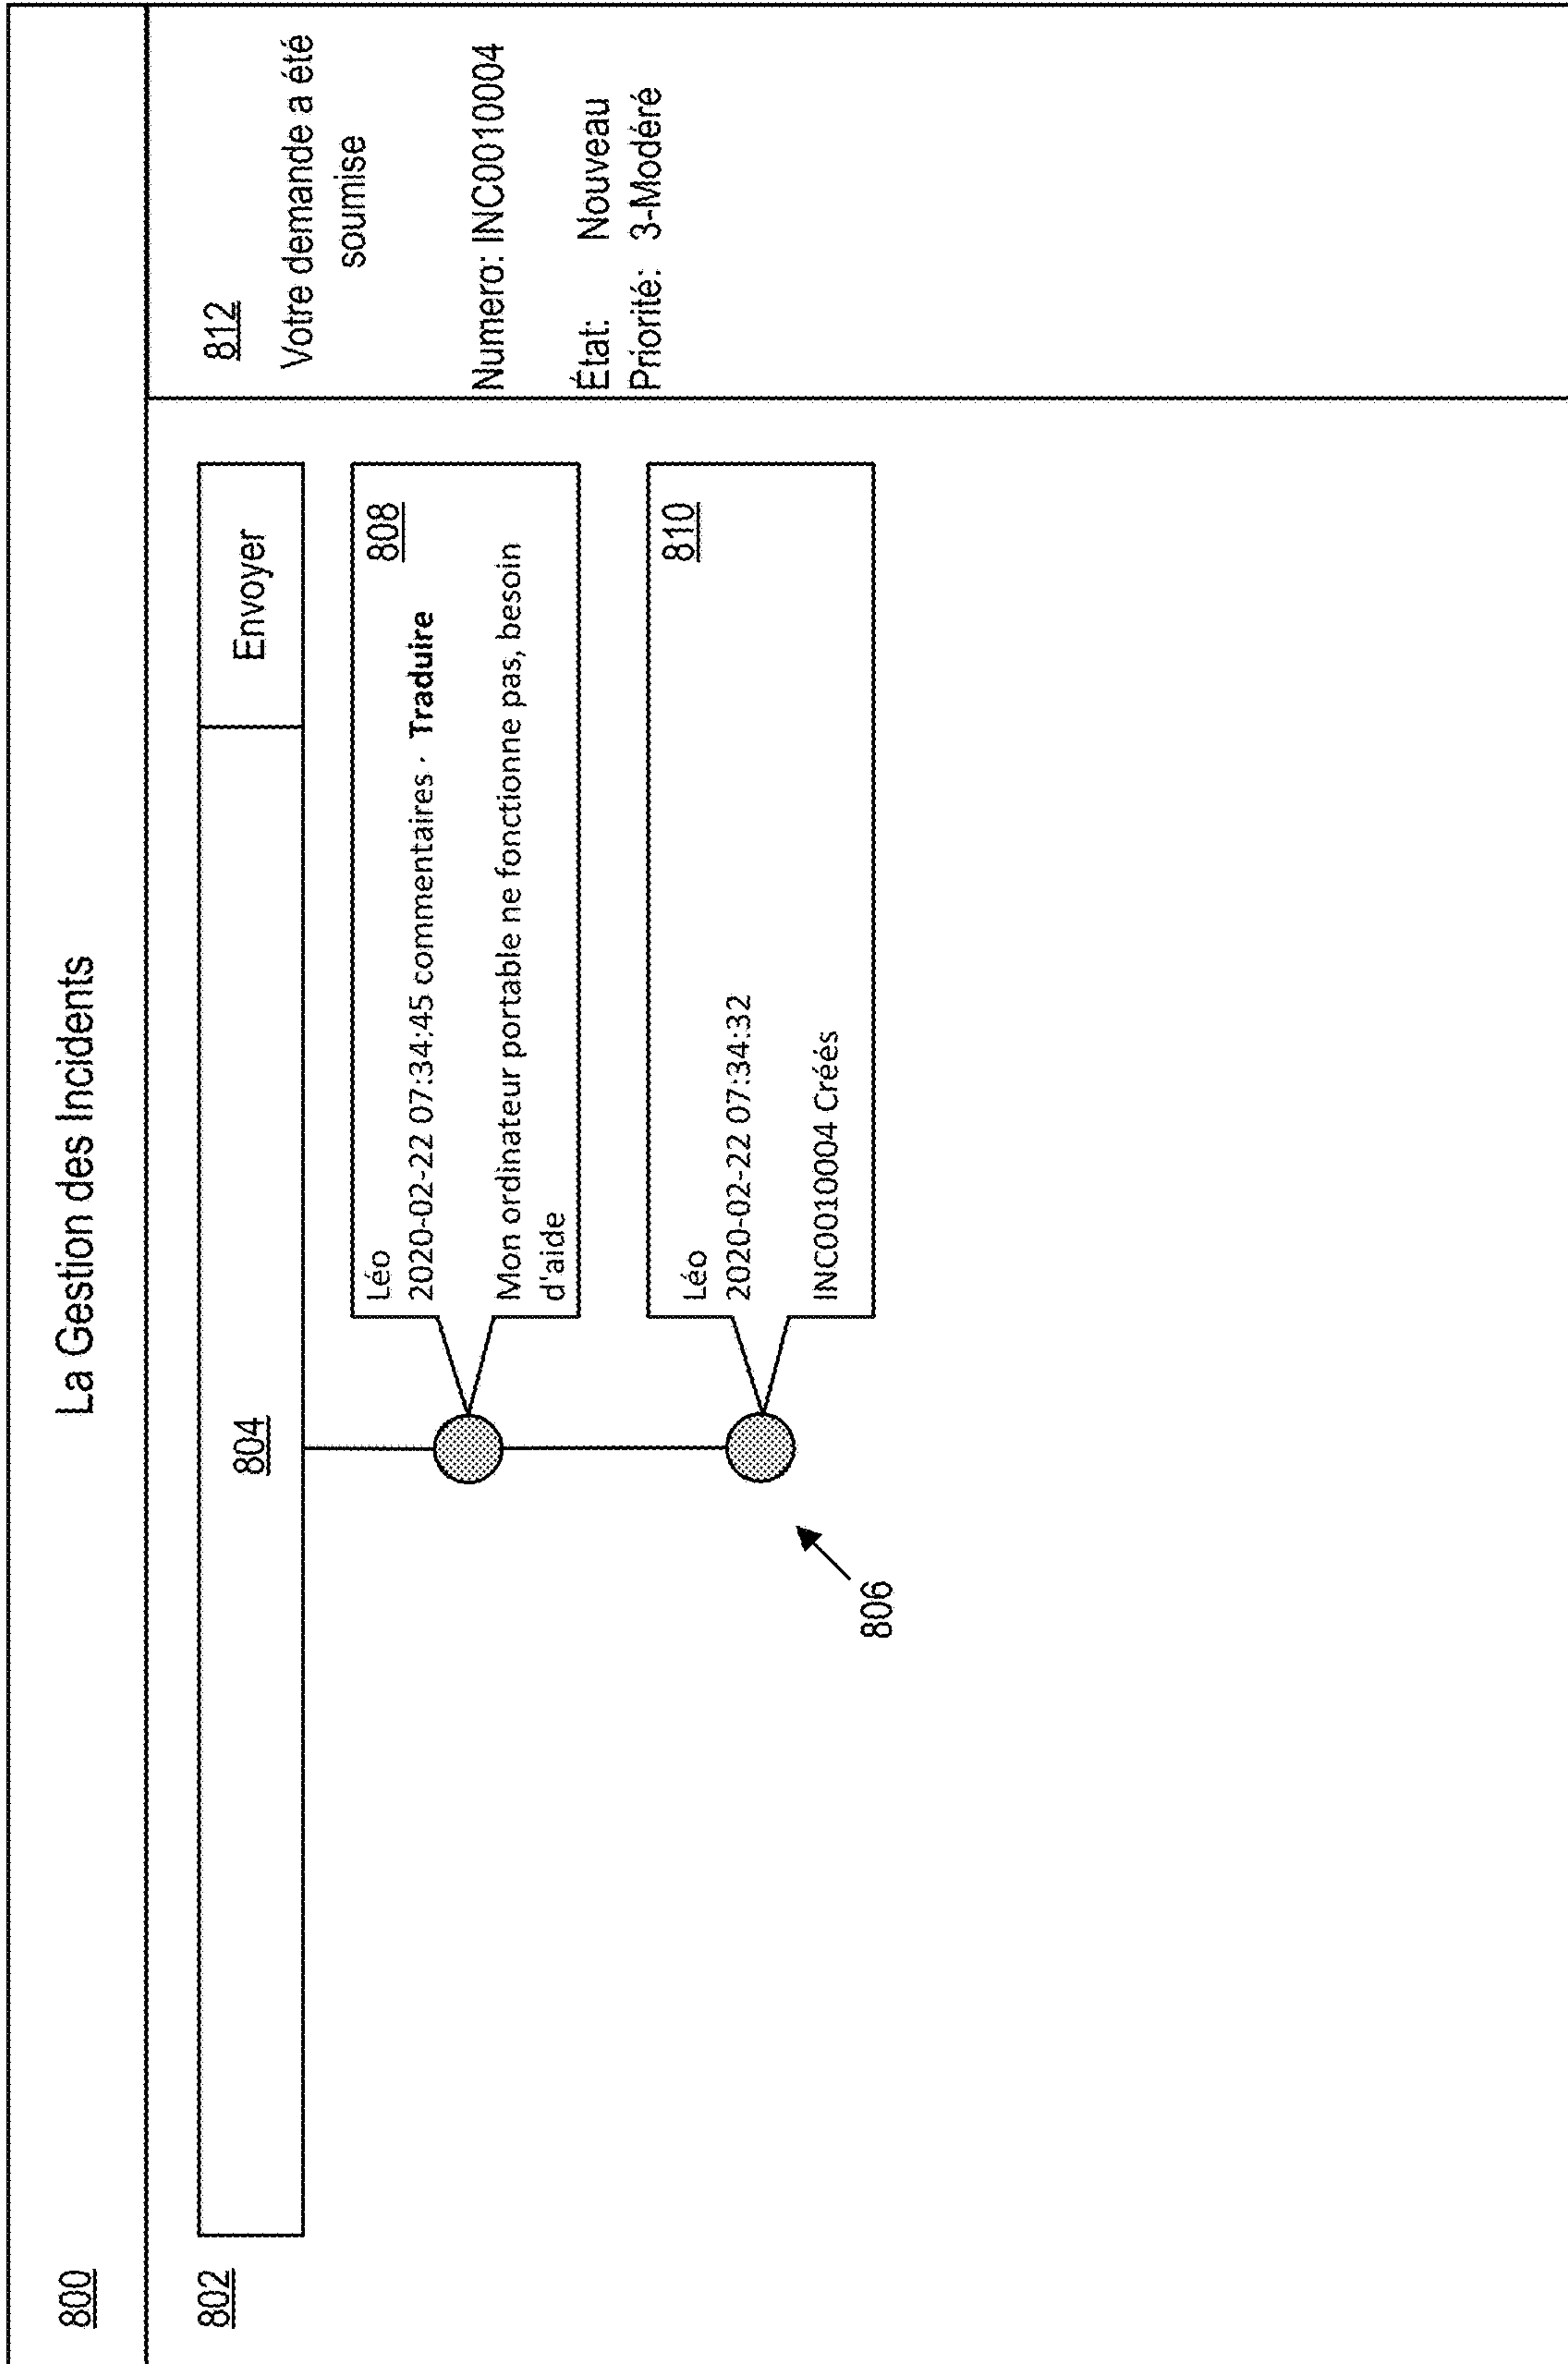 800
La Gestion des Incidents
802
804
Envoyer
Léo
808
2020-02-22 07:34:45 commentaires · Traduire
Mon ordinateur portable ne fonctionne pas, besoin
d'aide
810
Léo
2020-02-22 07:34:32
INC0010004 Créés
806
812
Votre demande a été
soumise
Numero: INC0010004
État: Nouveau
Priorité: 3-Modéré